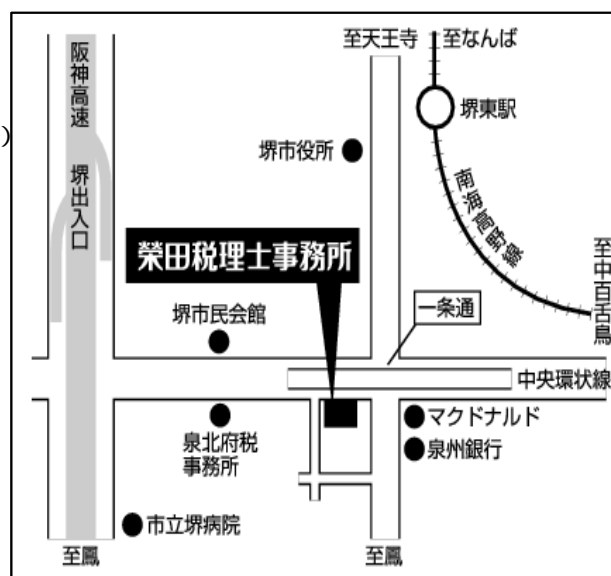 至天王寺
至なんば
阪神高速
堺東駅
)
堺市役所
堺出入口
南海高野線
榮田税理士事務所
至中百舌鳥
一条通
堺市民会館
中央環状線
マクドナルド
泉北府税
事務所
泉州銀行
市立堺病院
至鳳
至鳳